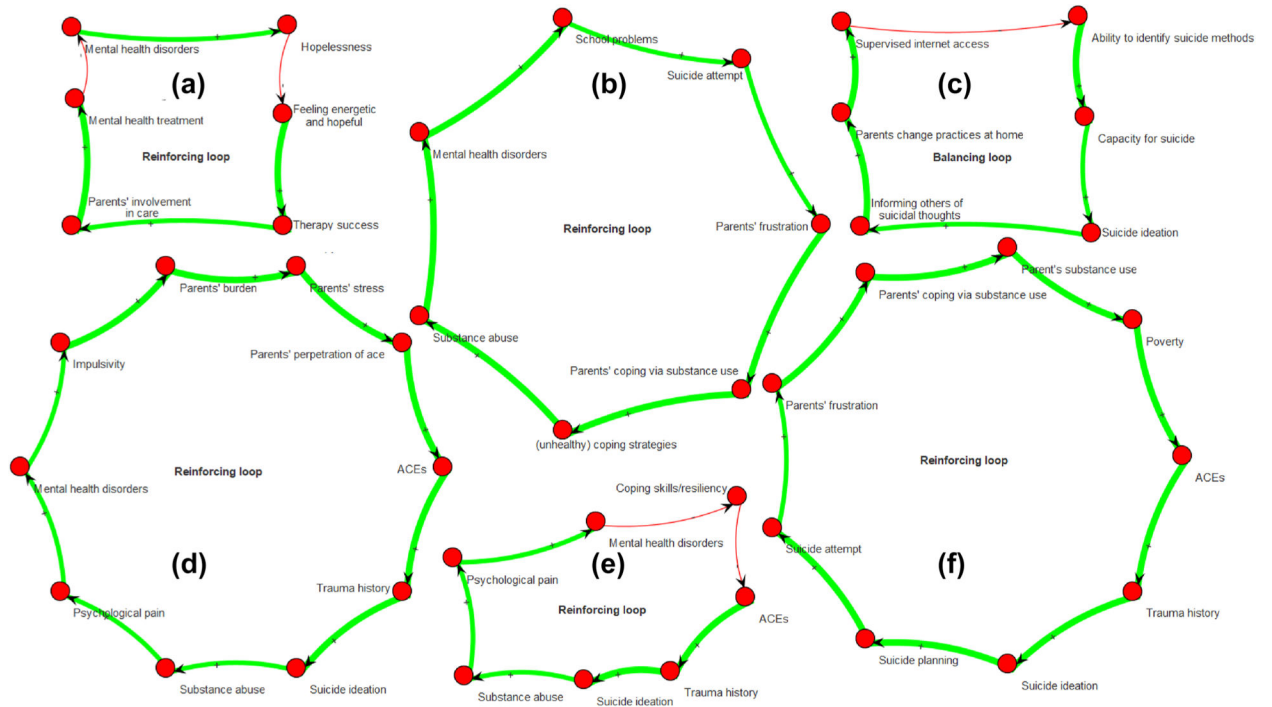 Mental health disorders
Hopelessness
(a)
Mental health treatment
Feeling energetic
and hopeful
Reinforcing loop
Parents' involvement
in care
Therapy success
School problems
Suicide attempt
(b)
Mental health disorders
Reinforcing loop
Parents' frustration
Substance abuse
Parents' coping via substance use
(unhealthy) coping strategies
Supervised internet access
Ability to identify suicide methods
(c)
Parents change practices at home
Capacity for suicide
Balancing loop
Informing others of
suicidal thoughts
Suicide ideation
Parents' burden
Parents' stress
Impulsivity
Parents' perpetration of ace
Reinforcing loop
ACEs
Mental health disorders
(d)
Trauma history
Psychological pain
Substance abuse
Suicide ideation
Coping skills/resiliency
Mental health disorders
Psychological pain
(e)
Reinforcing loop
ACEs
Substance abuse
Suicide ideation
Trauma history
Parent's substance use
Parents' coping via substance use
Poverty
Parents' frustration
Reinforcing loop
ACEs
Suicide attempt
(f)
Trauma history
Suicide planning
Suicide ideation